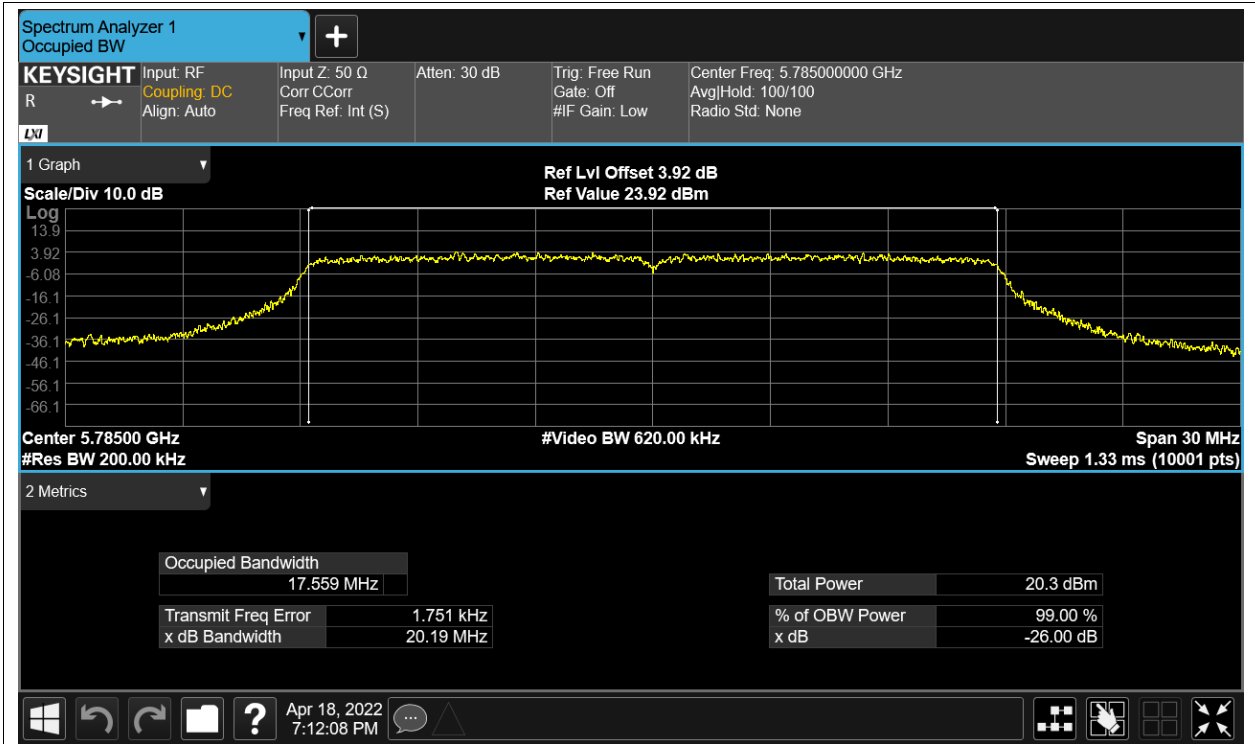 Spectrum Analyzer 1
Occupied BW
KEYSIGHT
R
LXI
Input: RF
Coupling: DC
Align: Auto
Input Z: 50 Ω
Corr CCorr
Freq Ref: Int (S)
Atten: 30 dB
Trig: Free Run
Gate: Off
#IF Gain: Low
Center Freq: 5.785000000 GHz
Avg|Hold: 100/100
Radio Std: None
1 Graph
Ref Lvl Offset 3.92 dB
Scale/Div 10.0 dB
Ref Value 23.92 dBm
Log
13.9
3.92
-6.08
-16.1
-26.1
-36.1
-46.1
-56.1
-66.1
Center 5.78500 GHz
#Video BW 620.00 kHz
Span 30 MHz
#Res BW 200.00 kHz
Sweep 1.33 ms (10001 pts)
2 Metrics
Occupied Bandwidth
17.559 MHz
Total Power 20.3 dBm
Transmit Freq Error 1.751 kHz
% of OBW Power 99.00 %
x dB Bandwidth 20.19 MHz
x dB -26.00 dB
?
Apr 18, 2022
7:12:08 PM